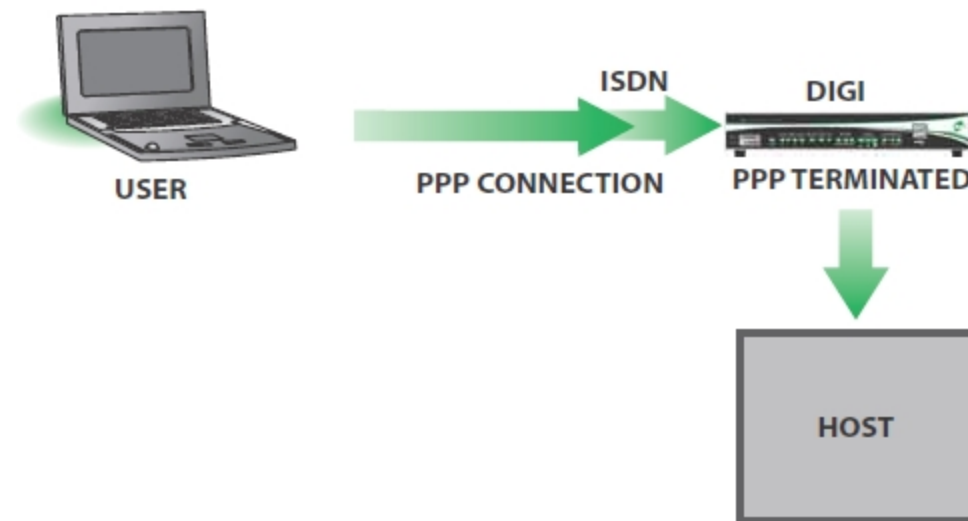 ISDN
DIGI
USER
PPP CONNECTION
PPP TERMINATED
HOST